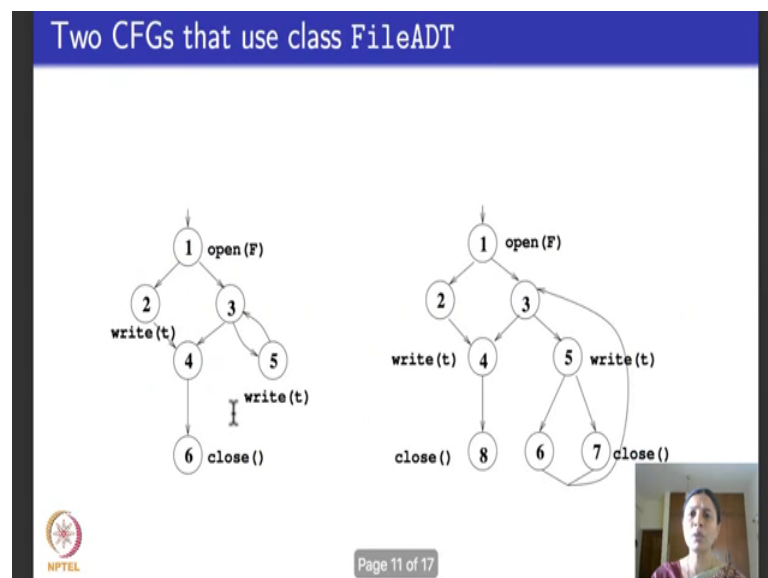 Two CFGs that use class FileADT
1 open(F)
2 3
write(t)
4 5
write(t)
6 close()
1 open(F)
2 3
write(t) 4 5 write(t)
close() 8 6 7 close()
NPTEL
Page 11 of 17